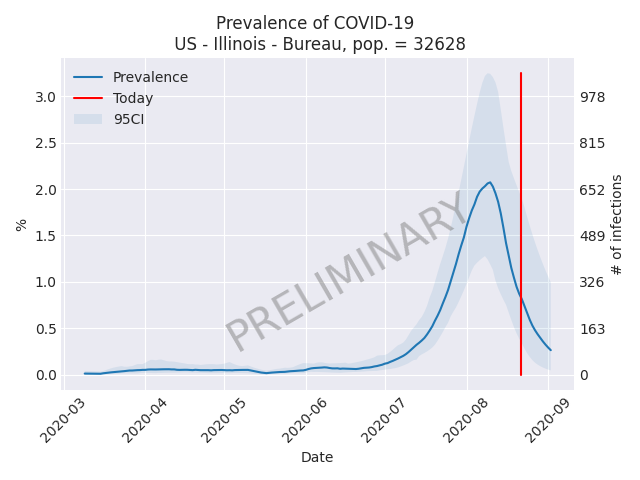 Prevalence of COVID-19
US - Illinois - Bureau, pop. = 32628
Prevalence
Today
95CI
3.0
2.5
2.0
1.5
1.0
0.5
0.0
%
978
815
652
489
326
163
0
# of infections
PRELIMINARY
2020-03
2020-04
2020-05
2020-06
2020-07
2020-08
2020-09
Date